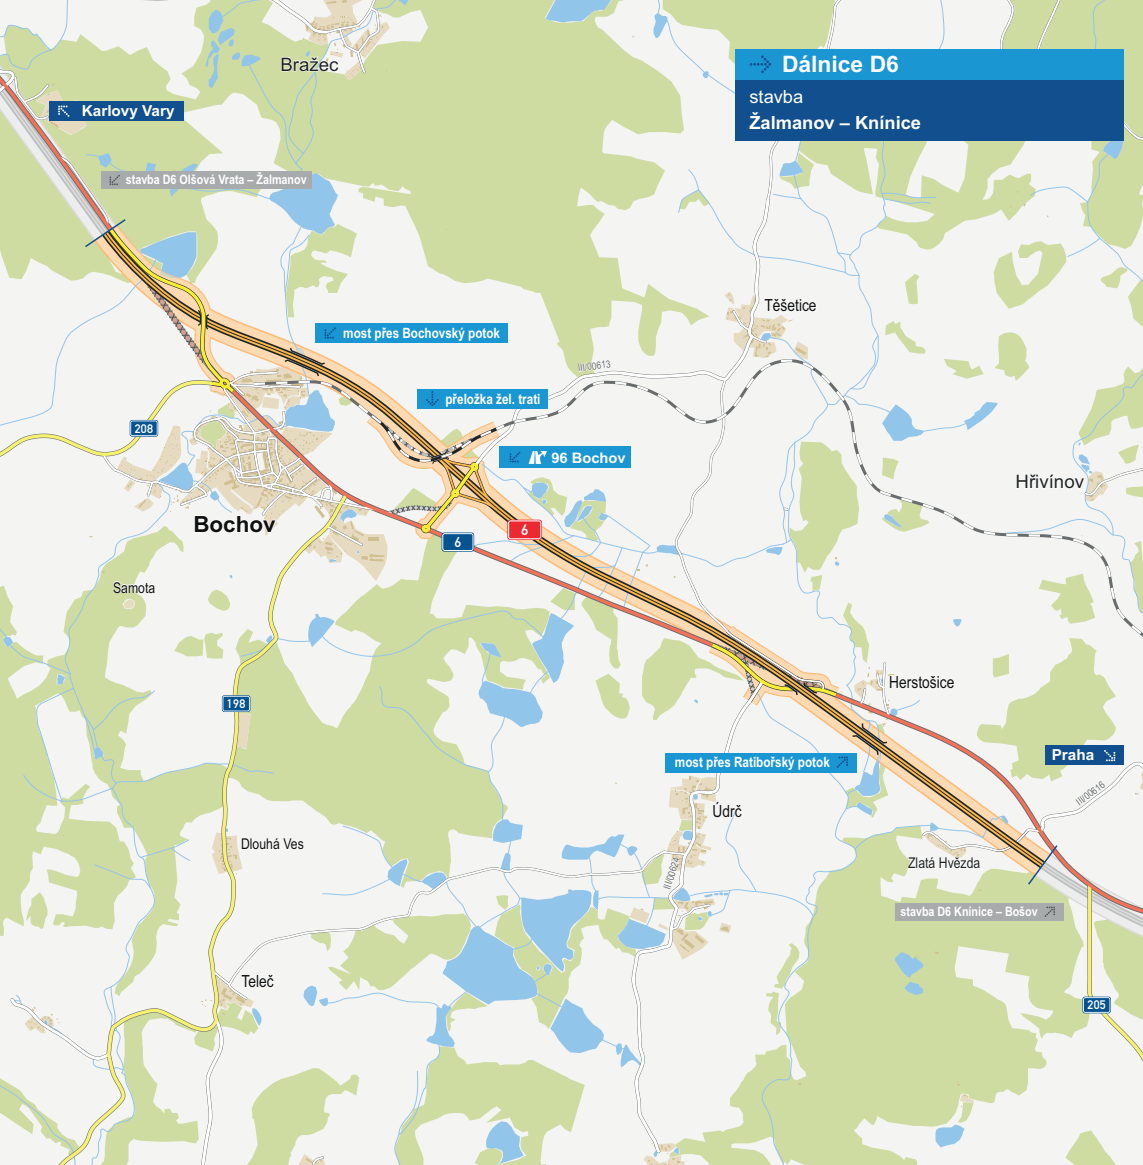 Bražec
Dálnice D6
stavba
Žalmanov – Knínice
Karlovy Vary
stavba D6 Olšová Vrata – Žalmanov
Těšetice
most přes Bochovský potok
III/00613
přeložka žel. trati
208
96 Bochov
Hřivínov
Bochov
6
6
Samota
Herstošice
198
Praha
most přes Ratibořský potok
III/00616
Údrč
Dlouhá Ves
Zlatá Hvězda
III/00624
stavba D6 Knínice – Bošov
Teleč
205